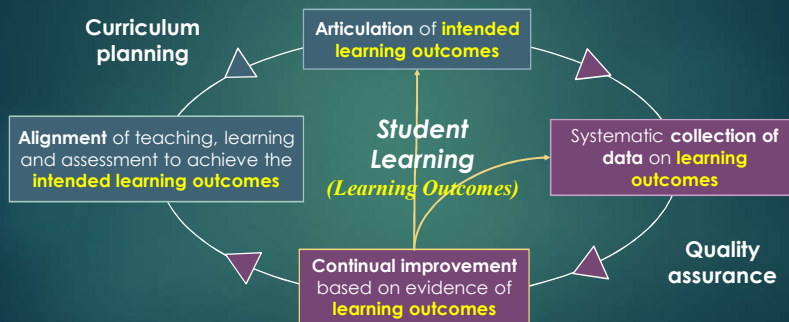 Curriculum
planning
Articulation of intended
learning outcomes
Alignment of teaching, learning
and assessment to achieve the
intended learning outcomes
Student
Learning
(Learning Outcomes)
Systematic collection of
data on learning
outcomes
Continual improvement
based on evidence of
learning outcomes
Quality
assurance